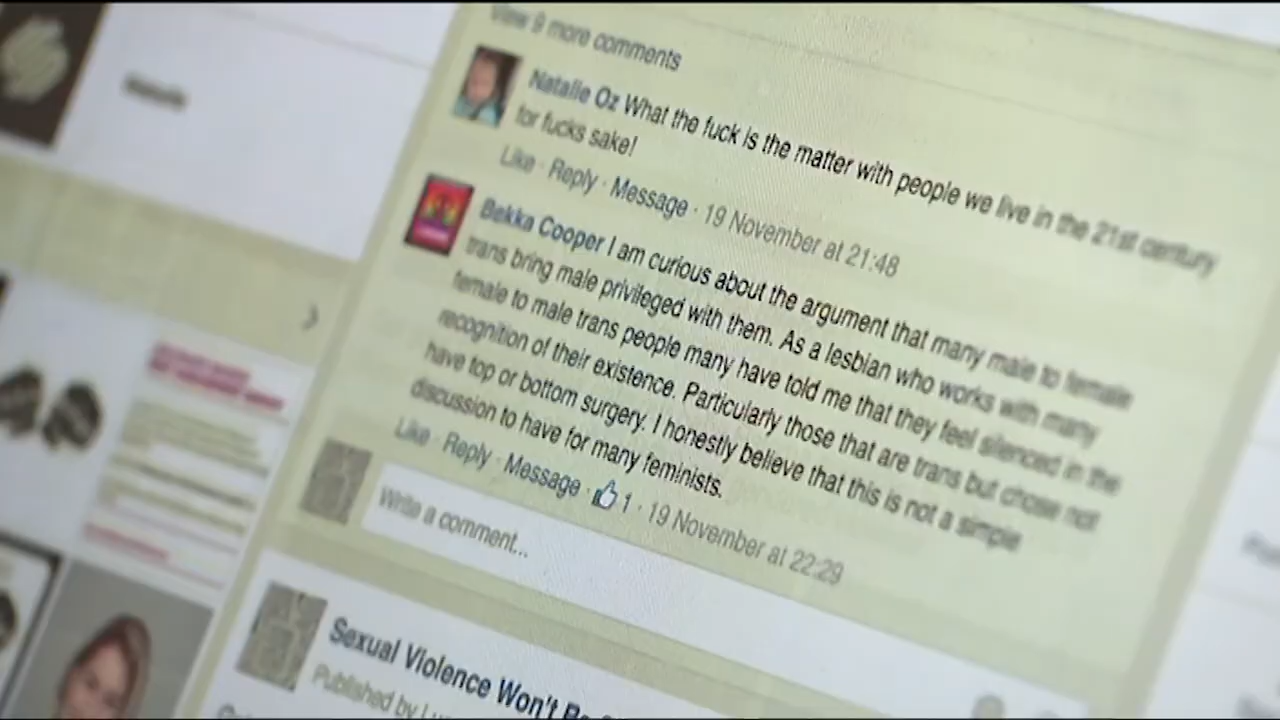 View 9 more comments
Natalie Oz What the fuck is the matter with people we live in the 21st century
for fucks sake!
Like · Reply · Message · 19 November at 21:48
Bekka Cooper I am curious about the argument that many male to female
trans bring male privileged with them. As a lesbian who works with many
female to male trans people many have told me that they feel silenced in the
recognition of their existence. Particularly those that are trans but chose not
have top or bottom surgery. I honestly believe that this is not a simple
discussion to have for many feminists.
Like · Reply · Message · 1 · 19 November at 22:29
Write a comment...
Sexual Violence Won't Be
Published by